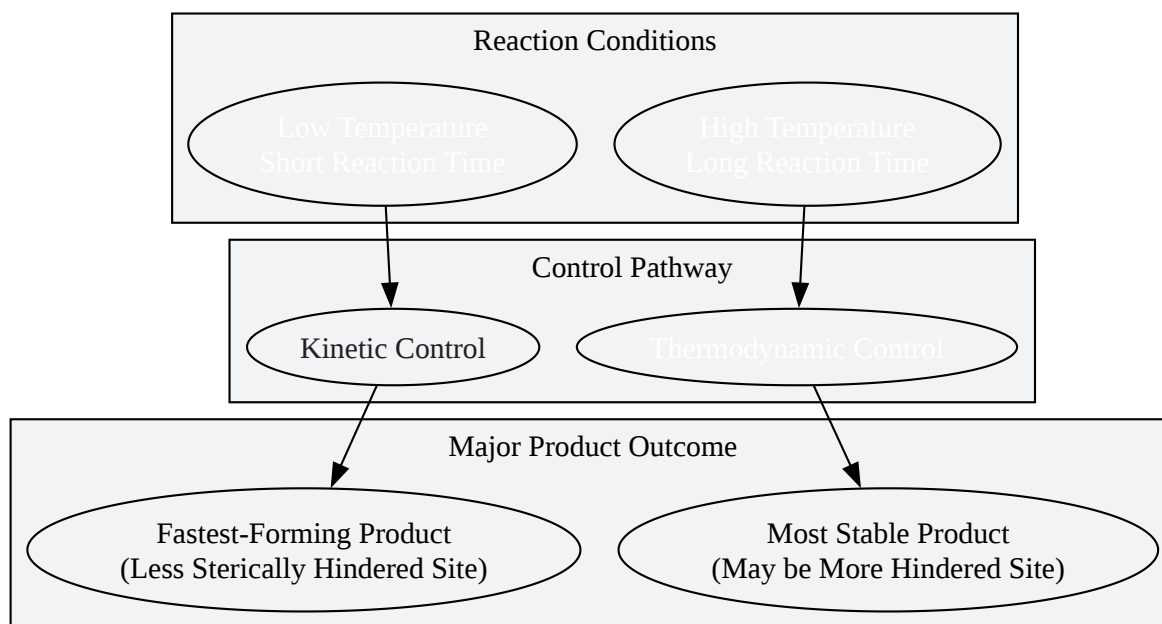 Reaction Conditions
Low Temperature
Short Reaction Time
High Temperature
Long Reaction Time
Control Pathway
Kinetic Control
Thermodynamic Control
Major Product Outcome
Fastest-Forming Product
(Less Sterically Hindered Site)
Most Stable Product
(May be More Hindered Site)